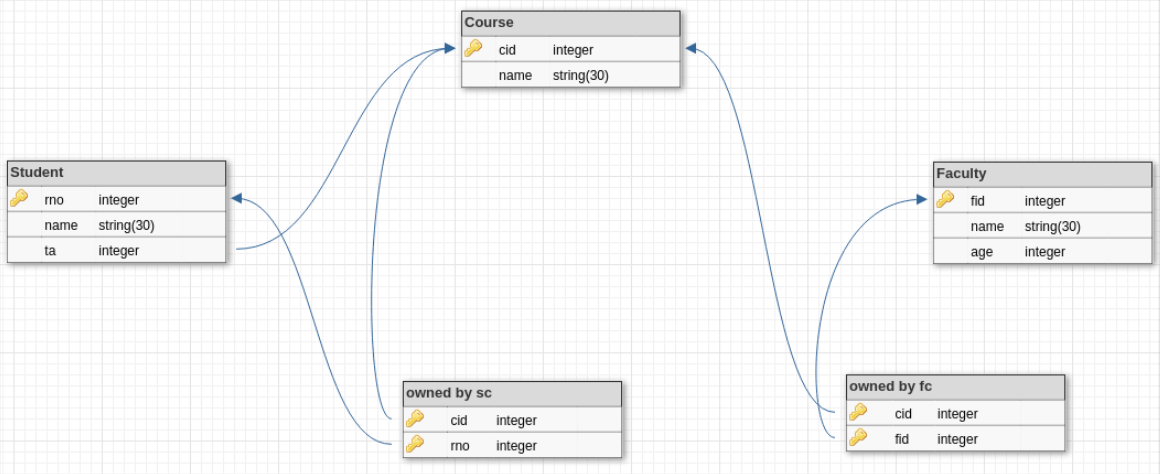 Course
cid integer
name string(30)
Student
rno integer
name string(30)
ta integer
Faculty
fid integer
name string(30)
age integer
owned by sc
cid integer
rno integer
owned by fc
cid integer
fid integer